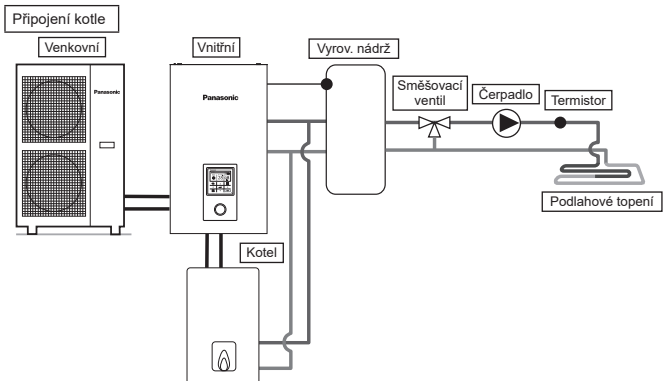 Připojení kotle
Venkovní
Vnitřní
Vyrov. nádrž
Směšovací
ventil
Čerpadlo
Termistor
Panasonic
Panasonic
Podlahové topení
Kotel